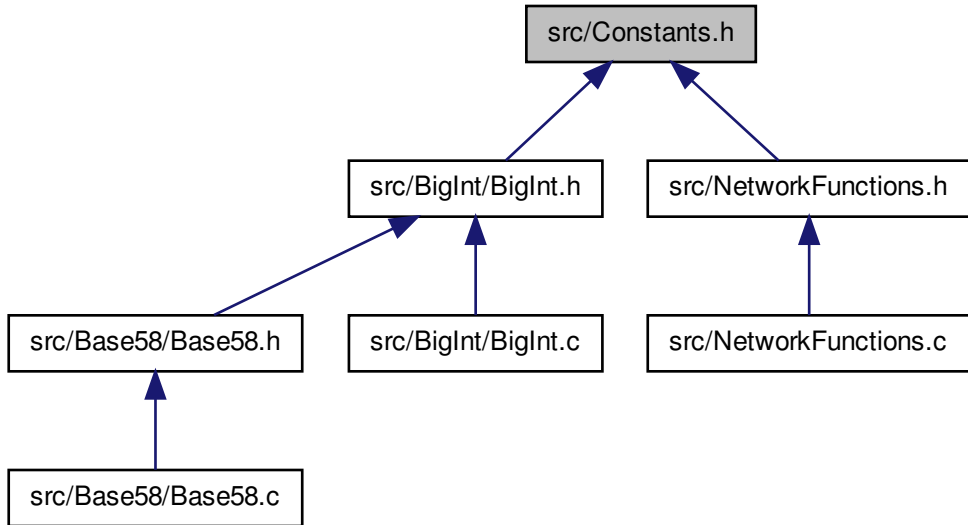 src/Constants.h
src/BigInt/BigInt.h
src/NetworkFunctions.h
src/Base58/Base58.h
src/BigInt/BigInt.c
src/NetworkFunctions.c
src/Base58/Base58.c